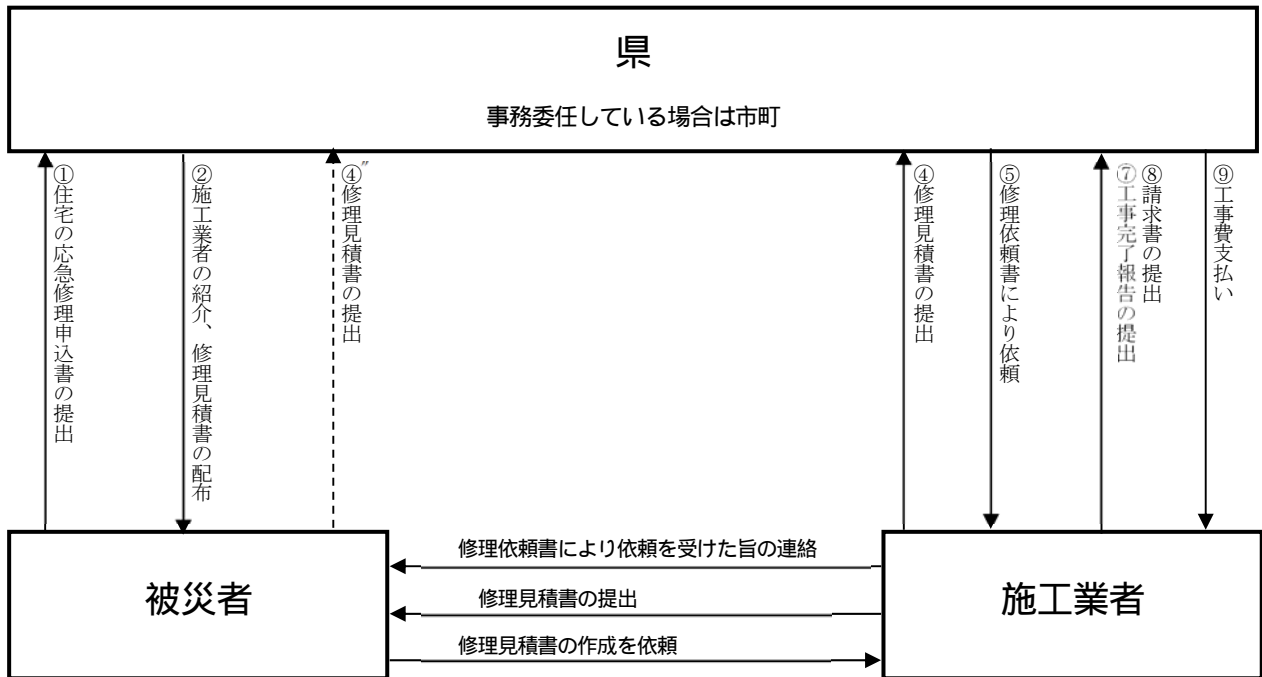 県
事務委任している場合は市町
①住宅の応急修理申込書の提出
②施工業者の紹介、修理見積書の配布
④″修理見積書の提出
④修理見積書の提出
⑤修理依頼書により依頼
⑧請求書の提出
⑦工事完了報告の提出
⑨工事費支払い
被災者
修理依頼書により依頼を受けた旨の連絡
修理見積書の提出
修理見積書の作成を依頼
施工業者